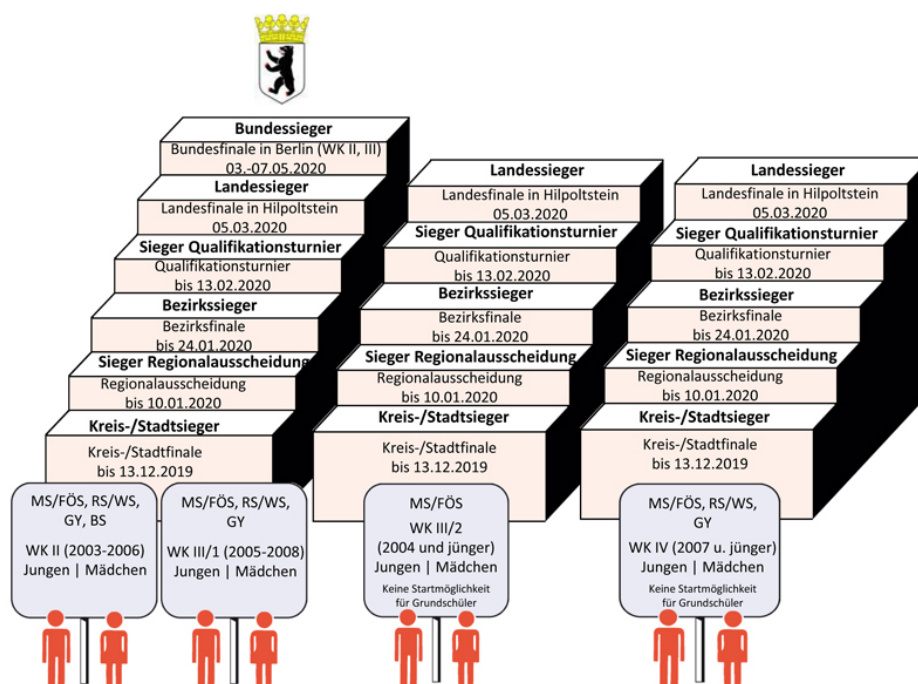 Bundessieger
Bundesfinale in Berlin (WK II, III)
03.-07.05.2020
Landessieger
Landesfinale in Hilpoltstein
05.03.2020
Sieger Qualifikationsturnier
Qualifikationsturnier
bis 13.02.2020
Bezirkssieger
Bezirksfinale
bis 24.01.2020
Sieger Regionalausscheidung
Regionalausscheidung
bis 10.01.2020
Kreis-/Stadtsieger
Kreis-/Stadtfinale
bis 13.12.2019
MS/FÖS, RS/WS,
GY, BS
WK II (2003-2006)
Jungen | Mädchen
MS/FÖS, RS/WS,
GY
WK III/1 (2005-2008)
Jungen | Mädchen
Landessieger
Landesfinale in Hilpoltstein
05.03.2020
Sieger Qualifikationsturnier
Qualifikationsturnier
bis 13.02.2020
Bezirkssieger
Bezirksfinale
bis 24.01.2020
Sieger Regionalausscheidung
Regionalausscheidung
bis 10.01.2020
Kreis-/Stadtsieger
Kreis-/Stadtfinale
bis 13.12.2019
MS/FÖS
WK III/2
(2004 und jünger)
Jungen | Mädchen
Keine Startmöglichkeit
für Grundschüler
Landessieger
Landesfinale in Hilpoltstein
05.03.2020
Sieger Qualifikationsturnier
Qualifikationsturnier
bis 13.02.2020
Bezirkssieger
Bezirksfinale
bis 24.01.2020
Sieger Regionalausscheidung
Regionalausscheidung
bis 10.01.2020
Kreis-/Stadtsieger
Kreis-/Stadtfinale
bis 13.12.2019
MS/FÖS, RS/WS,
GY
WK IV (2007 u. jünger)
Jungen | Mädchen
Keine Startmöglichkeit
für Grundschüler